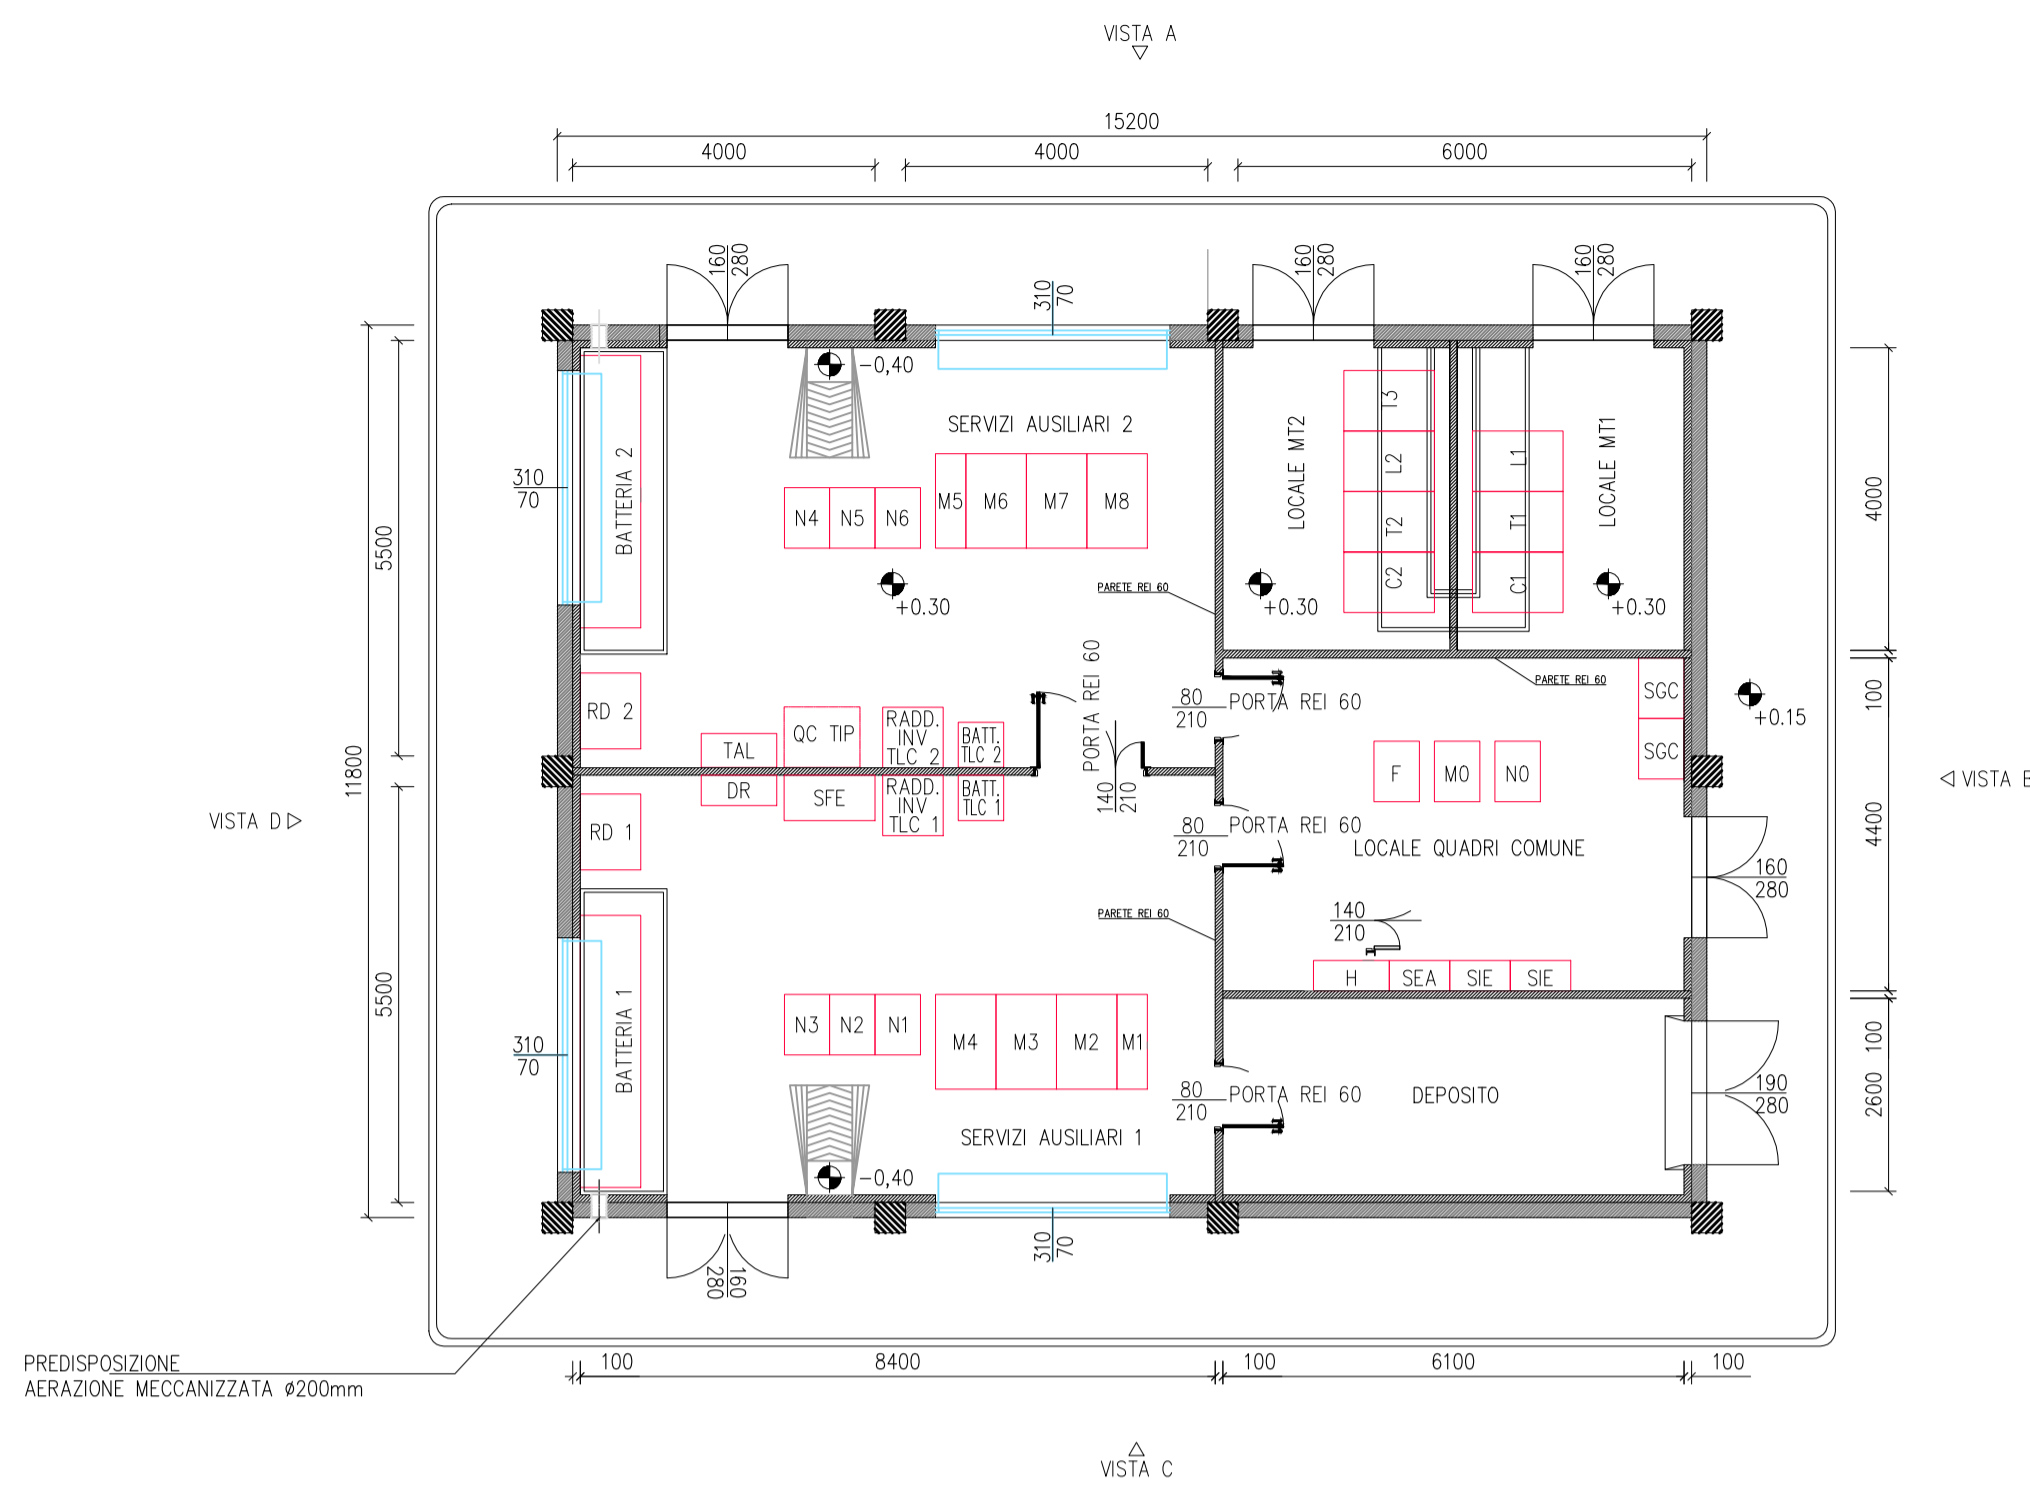 VISTA A
15200
4000
4000
6000
160
280
310
70
160
280
160
280
-0,40
SERVIZI AUSILIARI 2
BATTERIA 2
310
70
N4
N5
N6
M5
M6
M7
M8
+0.30
PARETE REI 60
LOCALE MT2
T3
L2
T2
C2
+0.30
L1
T1
C1
LOCALE MT1
+0.30
4000
5500
11800
RD 2
TAL
QC TIP
RADD.
INV
TLC 2
BATT.
TLC 2
PORTA REI 60
140
210
80
210
PORTA REI 60
PARETE REI 60
SGC
SGC
+0.15
100
VISTA D
VISTA B
RD 1
DR
SFE
RADD.
INV
TLC 1
BATT.
TLC 1
80
210
PORTA REI 60
F
M0
N0
LOCALE QUADRI COMUNE
4400
160
280
PARETE REI 60
140
210
H
SEA
SIE
SIE
5500
310
70
BATTERIA 1
N3
N2
N1
M4
M3
M2
M1
SERVIZI AUSILIARI 1
-0,40
80
210
PORTA REI 60
DEPOSITO
190
280
100
2600
160
280
310
70
PREDISPOSIZIONE
AERAZIONE MECCANIZZATA ø200mm
100
8400
100
6100
100
VISTA C